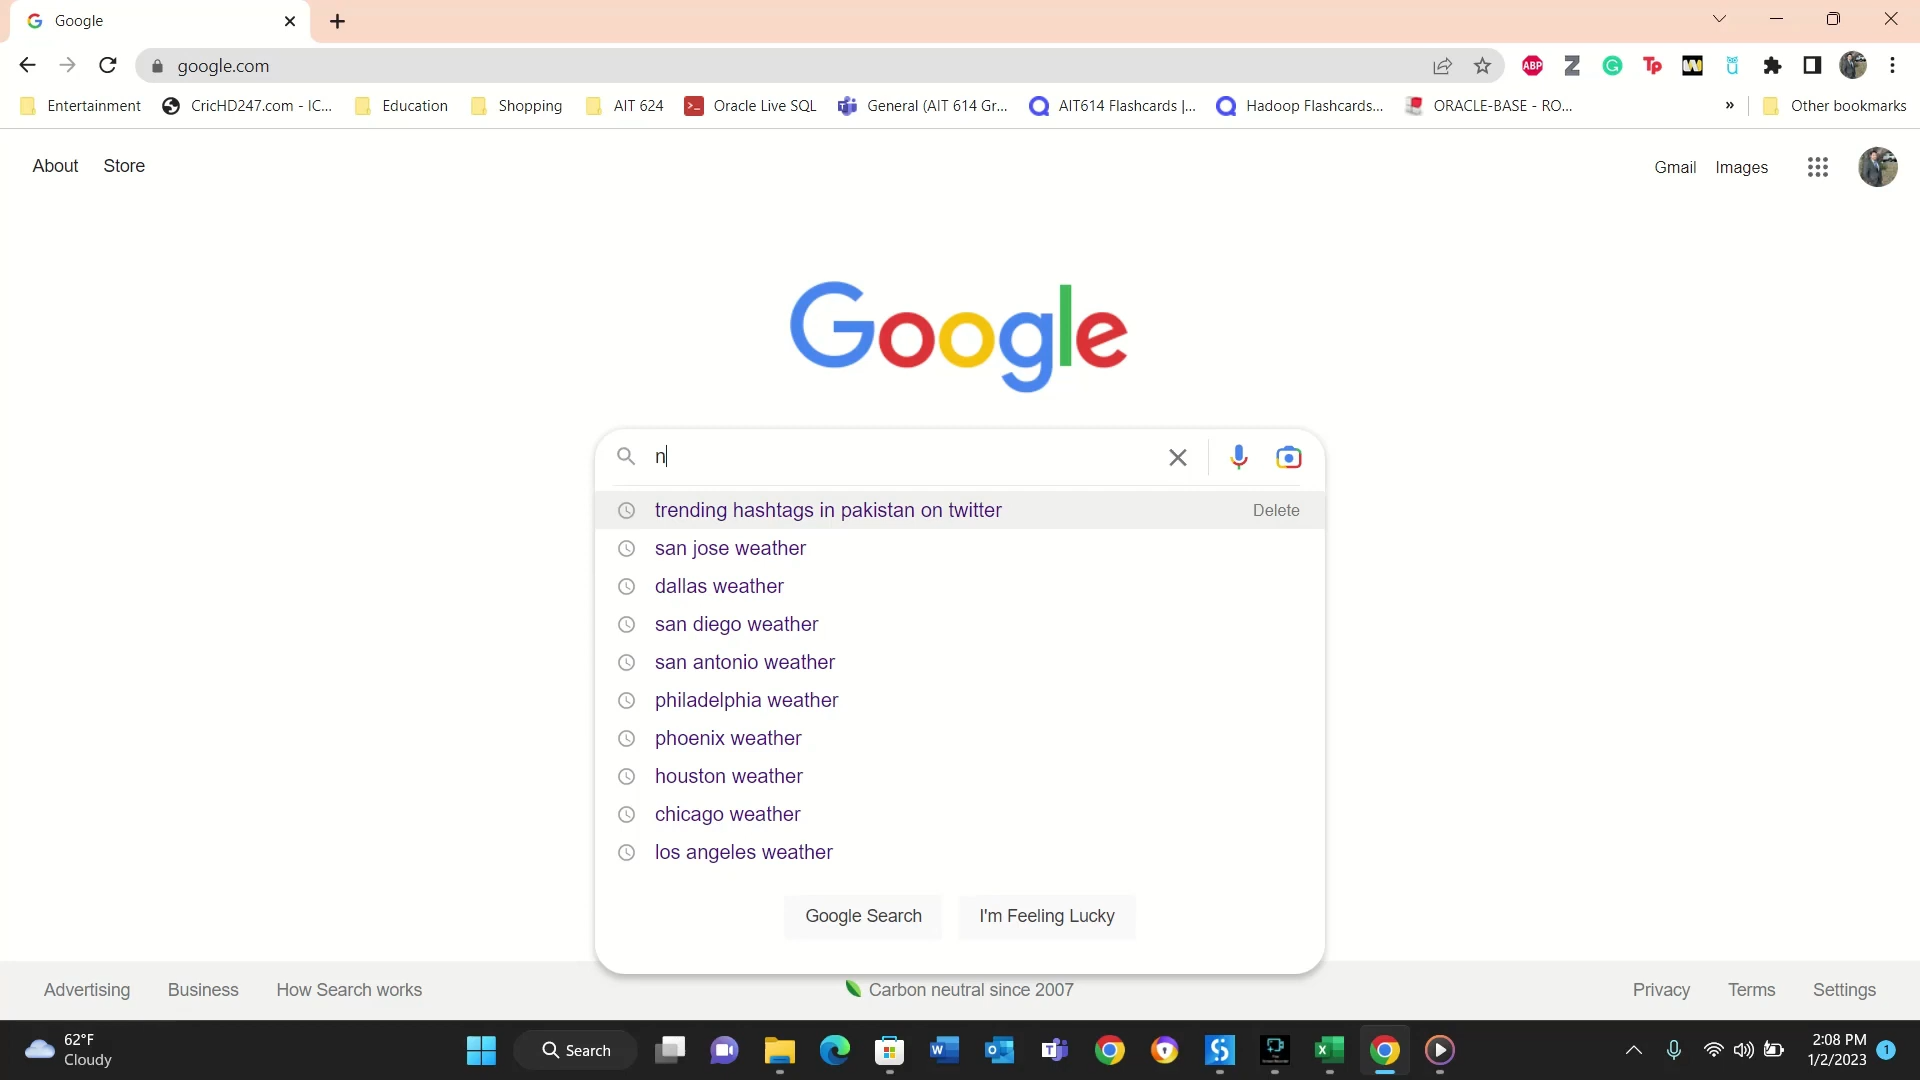 Google
google.com
ABP
Entertainment CricHD247.com - IC... Education Shopping AIT 624 Oracle Live SQL General (AIT 614 Gr... AIT614 Flashcards |... Hadoop Flashcards... ORACLE-BASE - RO... » Other bookmarks
About Store Gmail Images
Google
n
trending hashtags in pakistan on twitter Delete
san jose weather
dallas weather
san diego weather
san antonio weather
philadelphia weather
phoenix weather
houston weather
chicago weather
los angeles weather
Google Search I'm Feeling Lucky
Advertising Business How Search works Carbon neutral since 2007 Privacy Terms Settings
62°F
Cloudy
Search
2:08 PM
1/2/2023
1